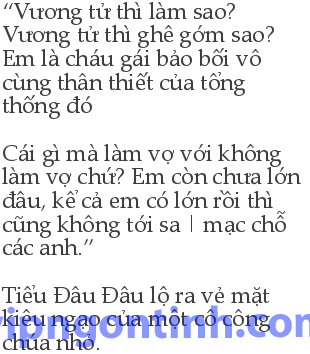 “Vương tử thì làm sao?
Vương tử thì ghê gớm sao?
Em là cháu gái bảo bối vô
cùng thân thiết của tổng
thống đó

Cái gì mà làm vợ với không
làm vợ chứ? Em còn chưa lớn
đâu, kể cả em có lớn rồi thì
cũng không tới sa | mạc chỗ
các anh.”

Tiểu Đâu Đâu lộ ra vẻ mặt
kiêu ngạo của một cô công
chúa nhỏ.
vipngontinh.com